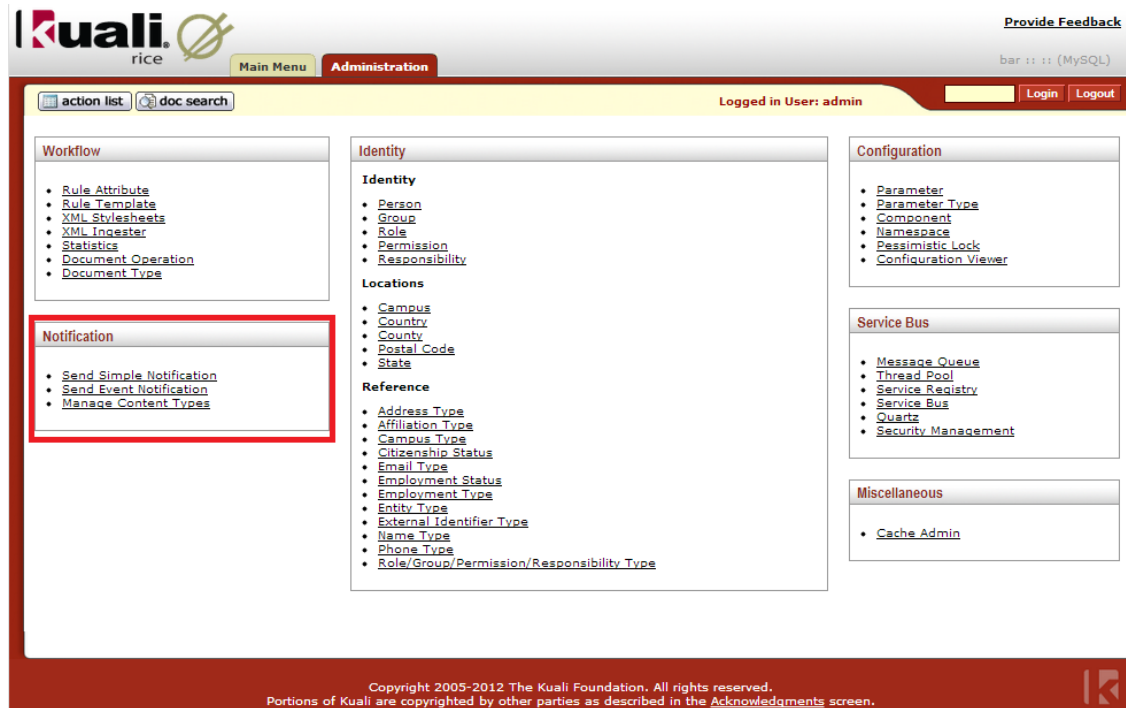 Kuali.
rice
Provide Feedback
Main Menu
Administration
bar :: :: (MySQL)
action list
doc search
Logged in User: admin
Login
Logout
Workflow
Rule Attribute
Rule Template
XML Stylesheets
XML Ingester
Statistics
Document Operation
Document Type
Notification
Send Simple Notification
Send Event Notification
Manage Content Types
Identity
Identity
Person
Group
Role
Permission
Responsibility
Locations
Campus
Country
County
Postal Code
State
Reference
Address Type
Affiliation Type
Campus Type
Citizenship Status
Email Type
Employment Status
Employment Type
Entity Type
External Identifier Type
Name Type
Phone Type
Role/Group/Permission/Responsibility Type
Configuration
Parameter
Parameter Type
Component
Namespace
Pessimistic Lock
Configuration Viewer
Service Bus
Message Queue
Thread Pool
Service Registry
Service Bus
Quartz
Security Management
Miscellaneous
Cache Admin
Copyright 2005-2012 The Kuali Foundation. All rights reserved.
Portions of Kuali are copyrighted by other parties as described in the Acknowledgments screen.